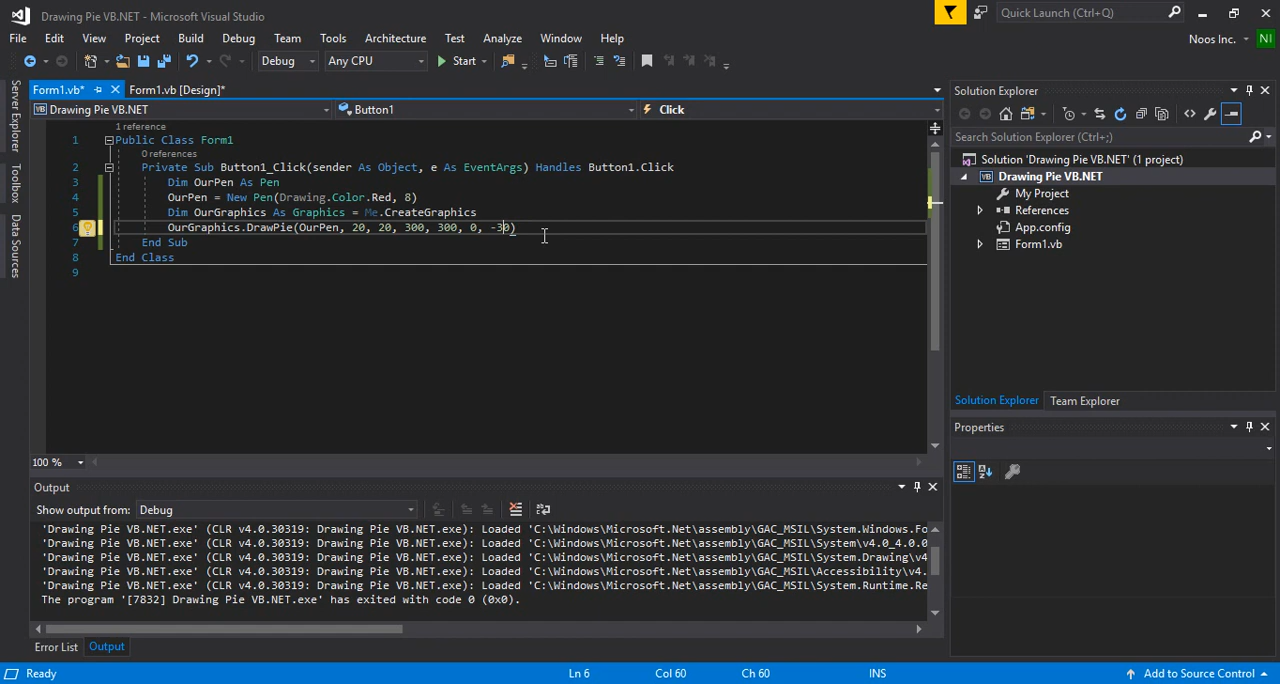 Drawing Pie VB.NET - Microsoft Visual Studio
Quick Launch (Ctrl+Q)
File Edit View Project Build Debug Team Tools Architecture Test Analyze Window Help
Noos Inc. NI
Debug Any CPU Start
Form1.vb* Form1.vb [Design]*
Drawing Pie VB.NET Button1 Click
Server Explorer
Toolbox
Data Sources
1 reference
1 Public Class Form1
0 references
2 Private Sub Button1_Click(sender As Object, e As EventArgs) Handles Button1.Click
3 Dim OurPen As Pen
4 OurPen = New Pen(Drawing.Color.Red, 8)
5 Dim OurGraphics As Graphics = Me.CreateGraphics
6 OurGraphics.DrawPie(OurPen, 20, 20, 300, 300, 0, -30)
7 End Sub
8 End Class
9
100 %
Solution Explorer
Search Solution Explorer (Ctrl+;)
Solution 'Drawing Pie VB.NET' (1 project)
Drawing Pie VB.NET
My Project
References
App.config
Form1.vb
Solution Explorer Team Explorer
Properties
Output
Show output from: Debug
'Drawing Pie VB.NET.exe' (CLR v4.0.30319: Drawing Pie VB.NET.exe): Loaded 'C:\Windows\Microsoft.Net\assembly\GAC_MSIL\System.Windows.Fo
'Drawing Pie VB.NET.exe' (CLR v4.0.30319: Drawing Pie VB.NET.exe): Loaded 'C:\Windows\Microsoft.Net\assembly\GAC_MSIL\System\v4.0_4.0.0
'Drawing Pie VB.NET.exe' (CLR v4.0.30319: Drawing Pie VB.NET.exe): Loaded 'C:\Windows\Microsoft.Net\assembly\GAC_MSIL\System.Drawing\v4
'Drawing Pie VB.NET.exe' (CLR v4.0.30319: Drawing Pie VB.NET.exe): Loaded 'C:\Windows\Microsoft.Net\assembly\GAC_MSIL\Accessibility\v4.
'Drawing Pie VB.NET.exe' (CLR v4.0.30319: Drawing Pie VB.NET.exe): Loaded 'C:\Windows\Microsoft.Net\assembly\GAC_MSIL\System.Runtime.Re
The program '[7832] Drawing Pie VB.NET.exe' has exited with code 0 (0x0).
Error List Output
Ready Ln 6 Col 60 Ch 60 INS Add to Source Control